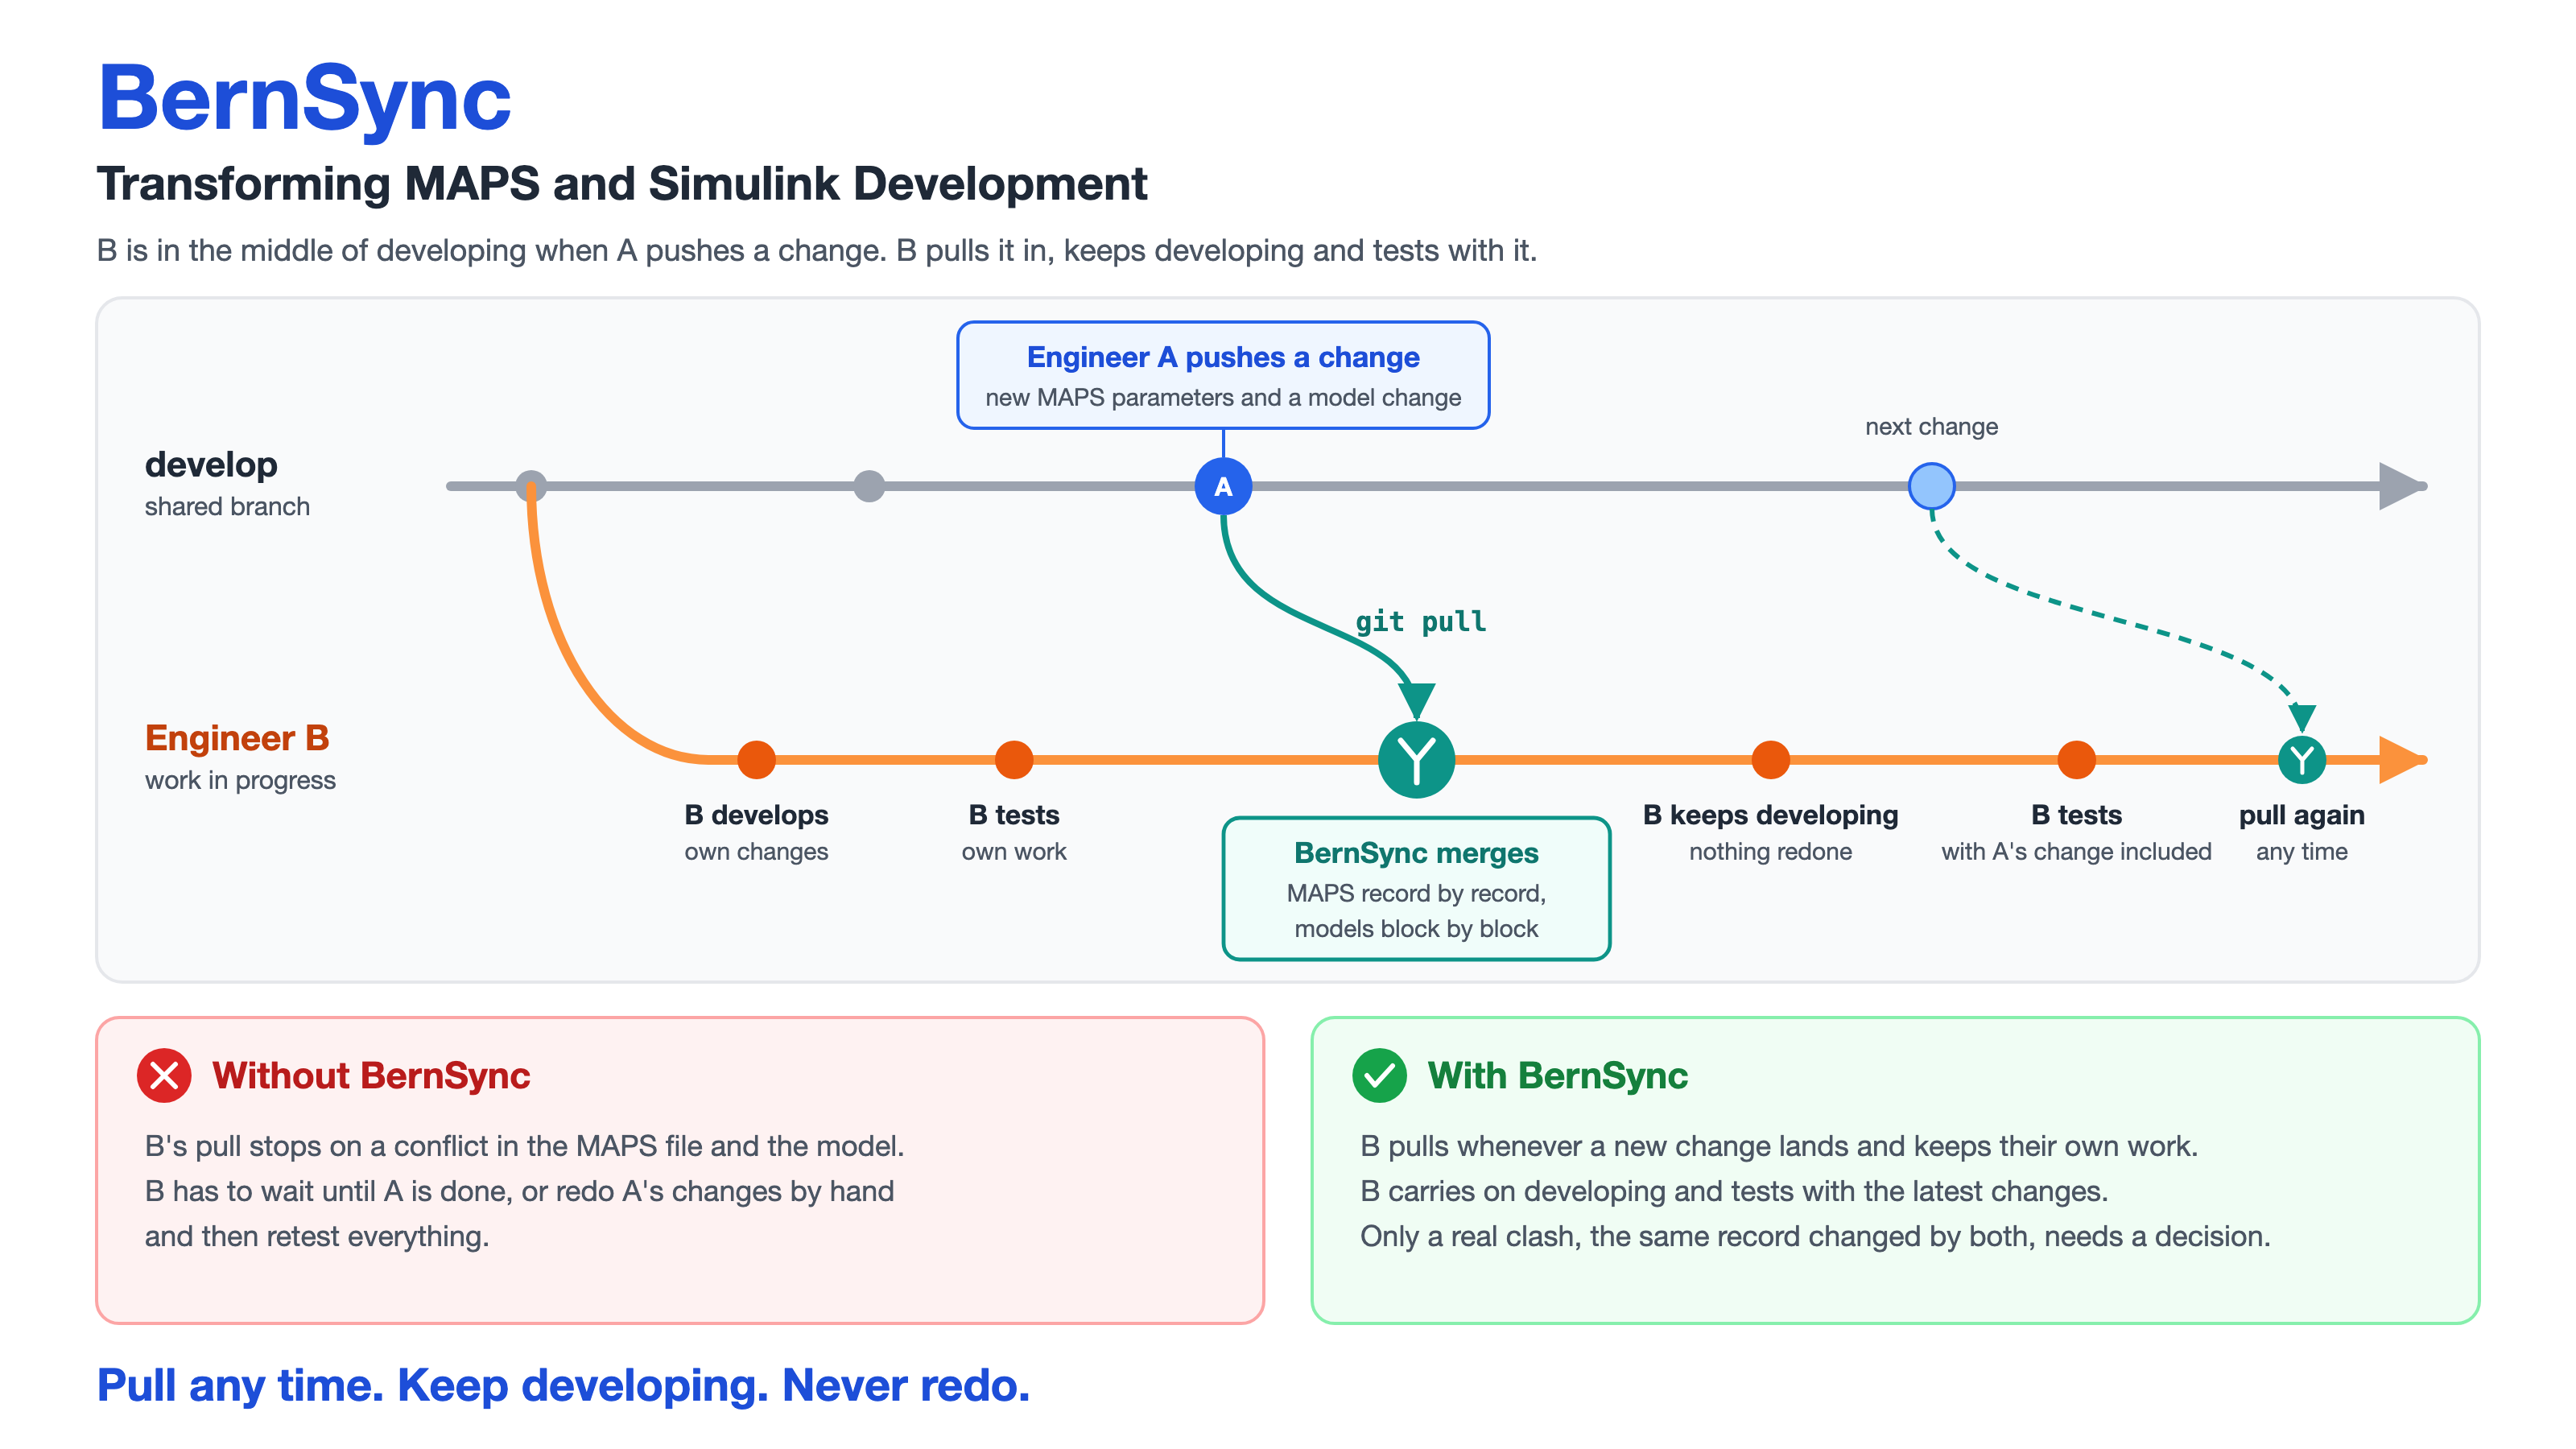 BernSync
Transforming MAPS and Simulink Development
B is in the middle of developing when A pushes a change. B pulls it in, keeps developing and tests with it.
Engineer A pushes a change
new MAPS parameters and a model change
next change
develop
shared branch
A
git pull
Engineer B
work in progress
B develops
own changes
B tests
own work
BernSync merges
MAPS record by record,
models block by block
B keeps developing
nothing redone
B tests
with A's change included
pull again
any time
Without BernSync
B's pull stops on a conflict in the MAPS file and the model.
B has to wait until A is done, or redo A's changes by hand
and then retest everything.
With BernSync
B pulls whenever a new change lands and keeps their own work.
B carries on developing and tests with the latest changes.
Only a real clash, the same record changed by both, needs a decision.
Pull any time. Keep developing. Never redo.